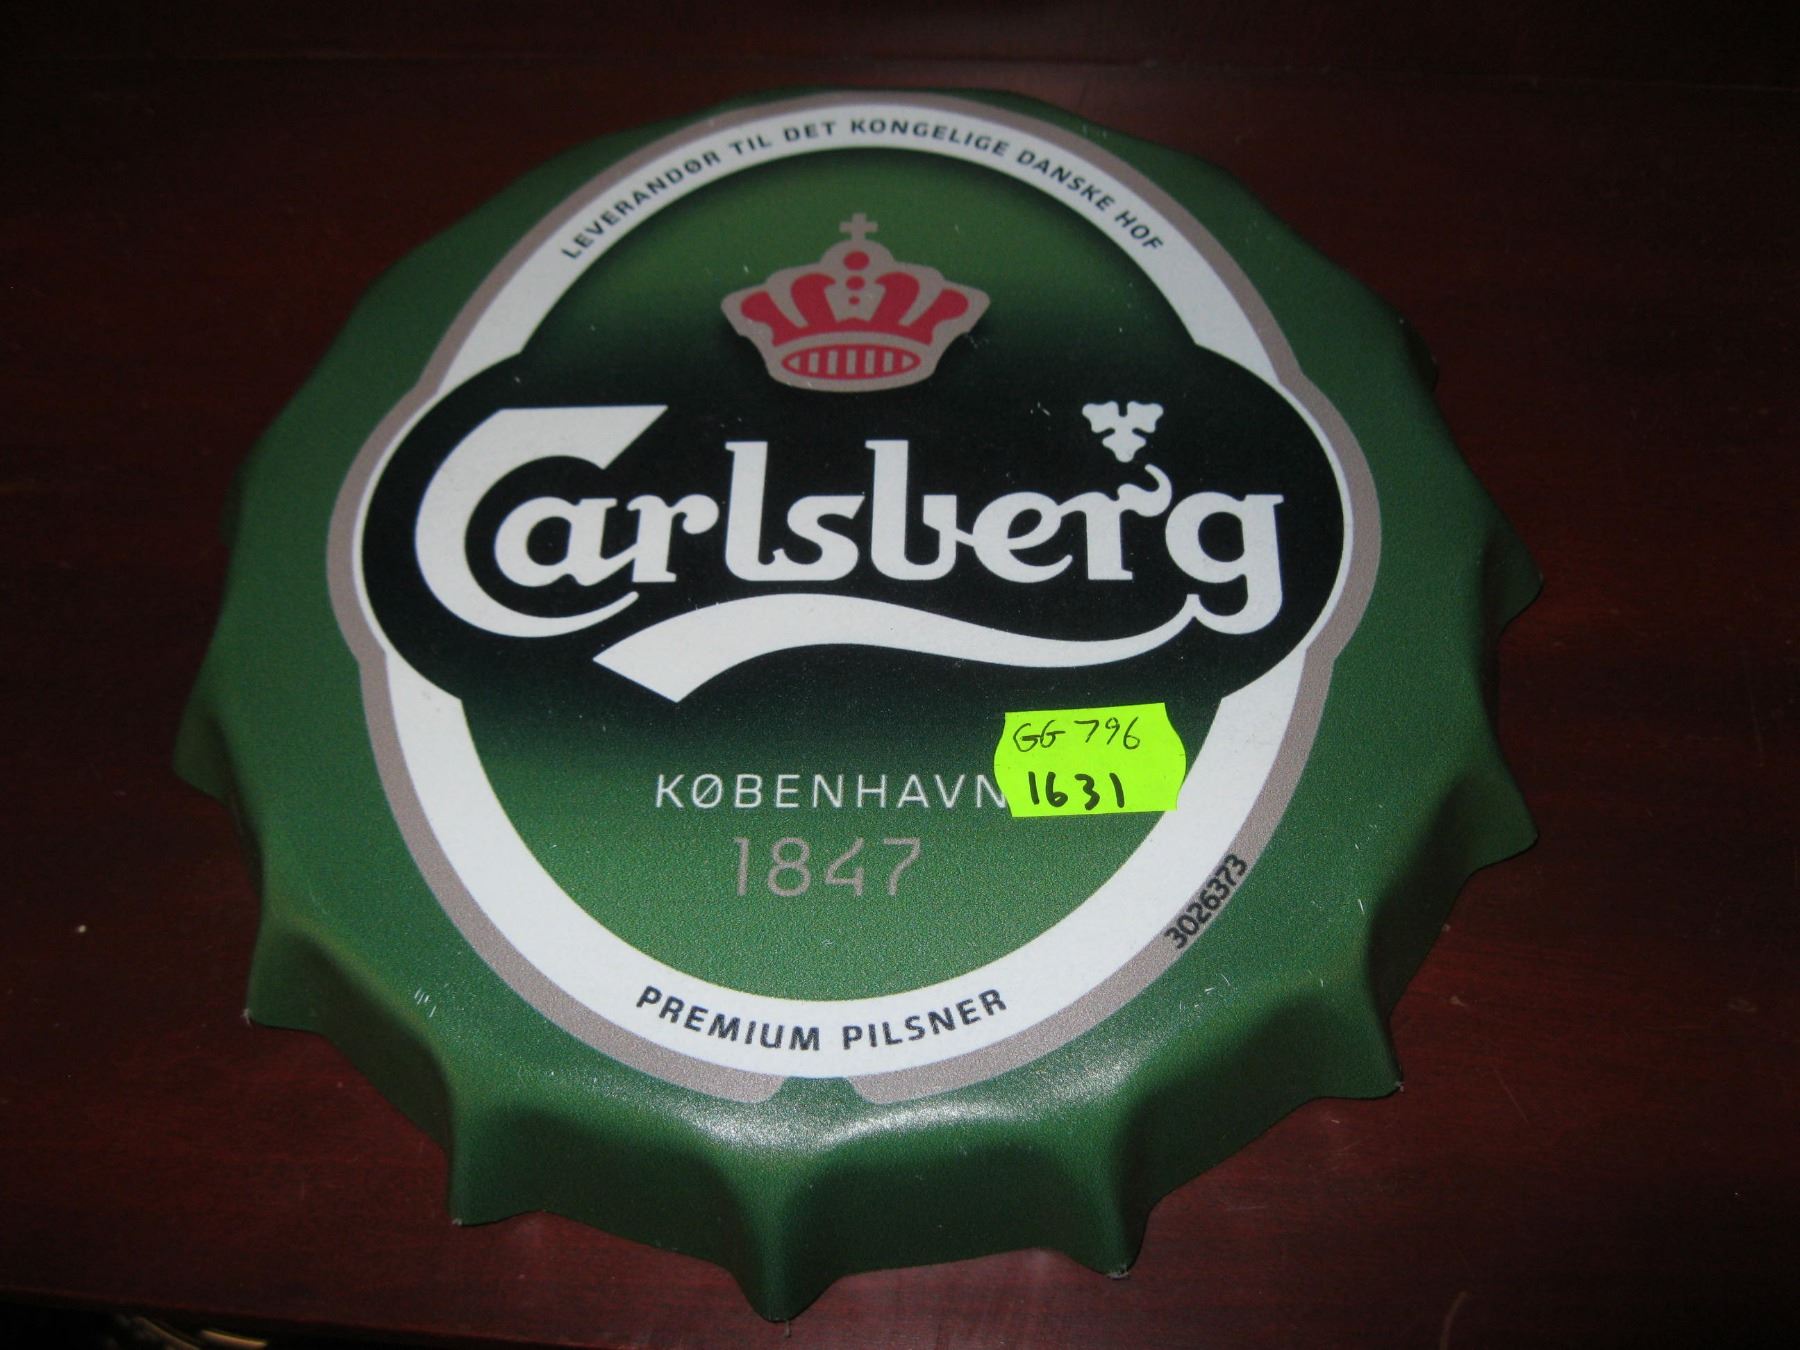 LEVERANDØR TIL DET KONGELIGE DANSKE HOF
Carlsberg
GG 796
1631
KØBENHAVN
1847
3026373
PREMIUM PILSNER